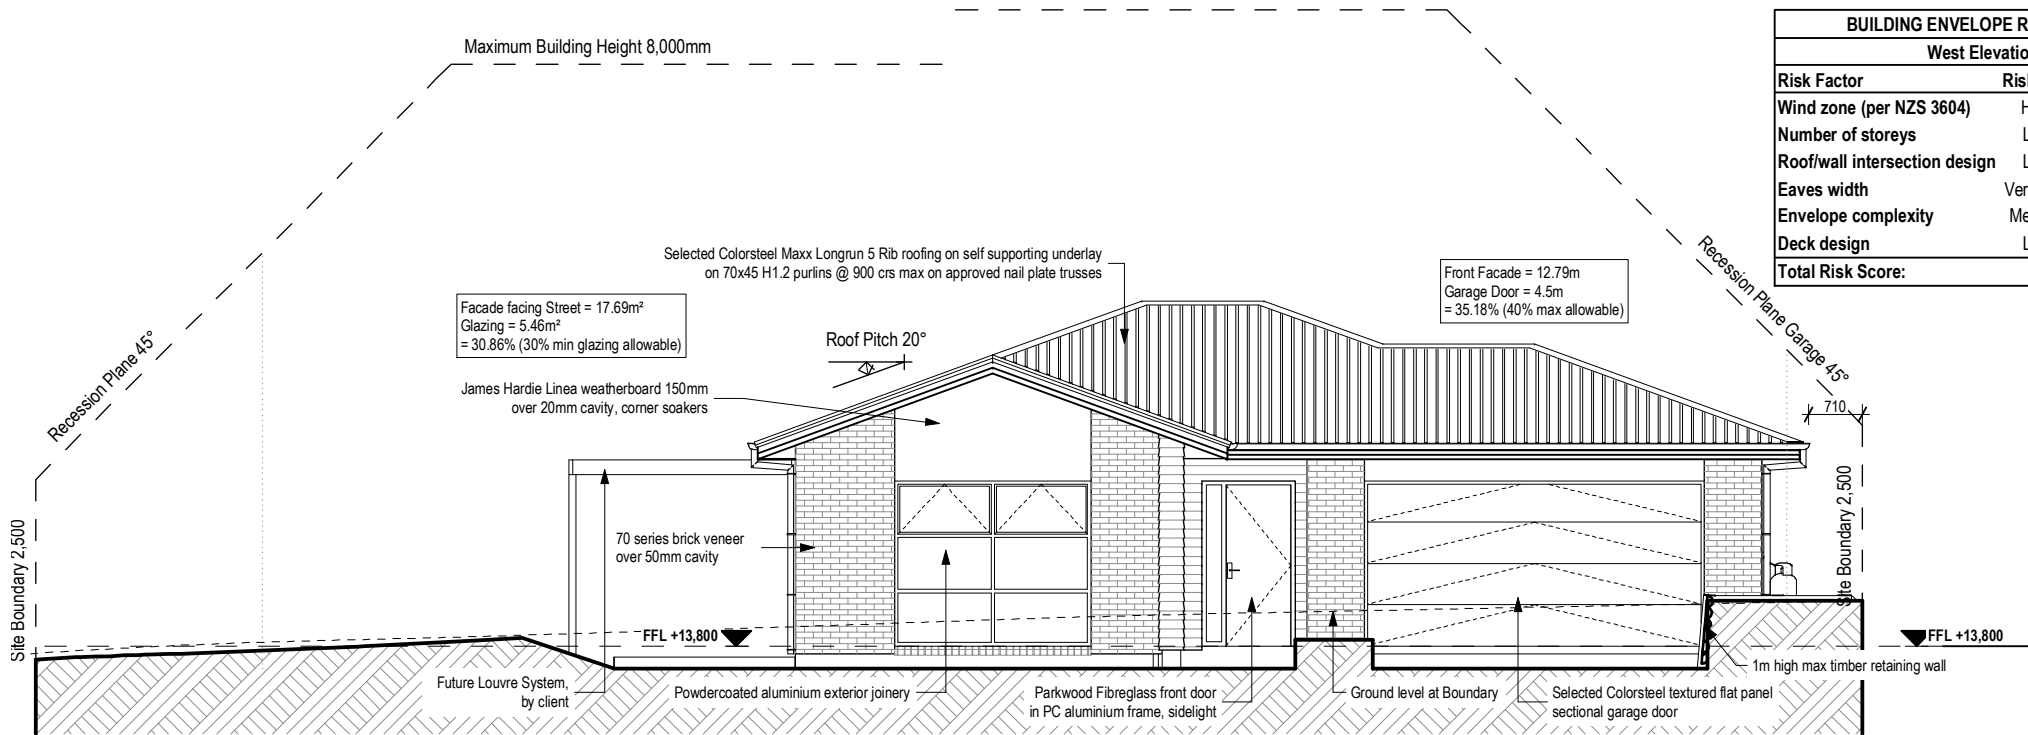 Maximum Building Height 8,000mm
BUILDING ENVELOPE R
West Elevatio
Risk Factor Ris
Wind zone (per NZS 3604) H
Number of storeys L
Roof/wall intersection design L
Eaves width Ver
Envelope complexity Me
Deck design L
Total Risk Score:
Recession Plane 45°
Recession Plane Garage 45°
Selected Colorsteel Maxx Longrun 5 Rib roofing on self supporting underlay
on 70x45 H1.2 purlins @ 900 crs max on approved nail plate trusses
Front Facade = 12.79m
Garage Door = 4.5m
= 35.18% (40% max allowable)
Facade facing Street = 17.69m²
Glazing = 5.46m²
= 30.86% (30% min glazing allowable)
Roof Pitch 20°
James Hardie Linea weatherboard 150mm
over 20mm cavity, corner soakers
710
Site Boundary 2,500
70 series brick veneer
over 50mm cavity
Site Boundary 2,500
FFL +13,800
FFL +13,800
1m high max timber retaining wall
Future Louvre System,
by client
Powdercoated aluminium exterior joinery
Parkwood Fibreglass front door
in PC aluminium frame, sidelight
Ground level at Boundary
Selected Colorsteel textured flat panel
sectional garage door